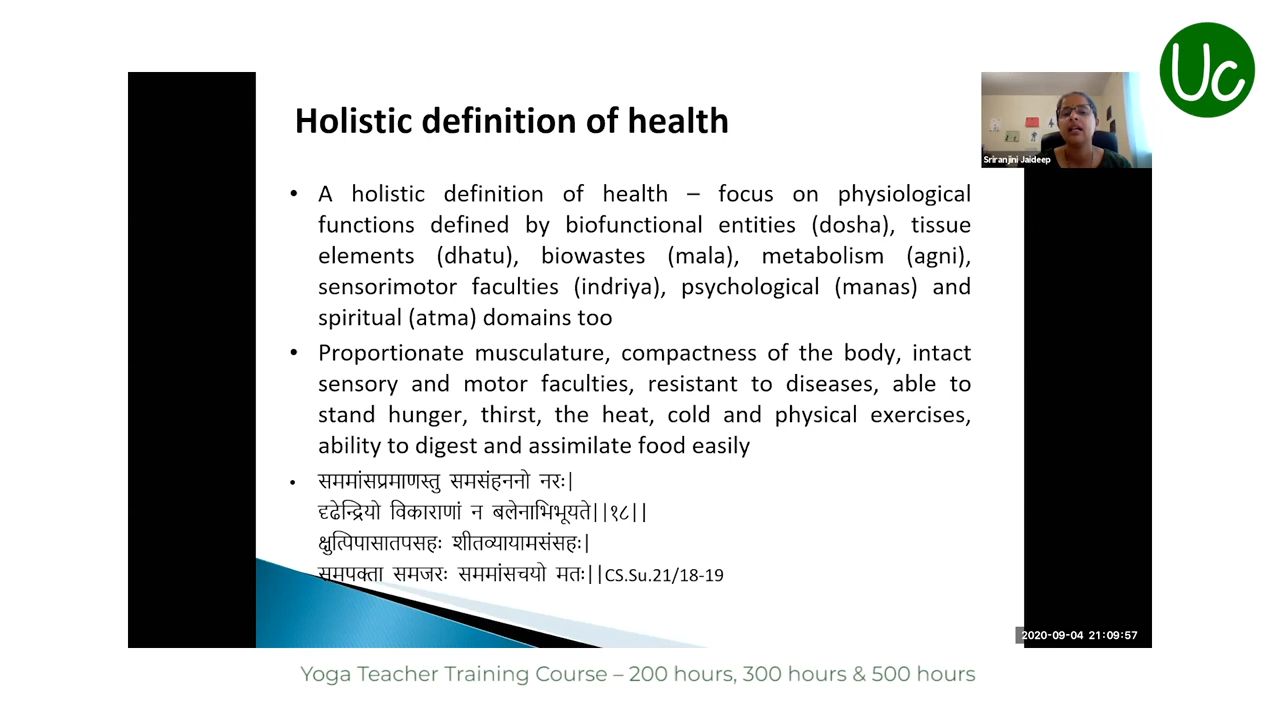 Uc
Holistic definition of health
Sriranjini Jaideep
• A holistic definition of health – focus on physiological
functions defined by biofunctional entities (dosha), tissue
elements (dhatu), biowastes (mala), metabolism (agni),
sensorimotor faculties (indriya), psychological (manas) and
spiritual (atma) domains too
• Proportionate musculature, compactness of the body, intact
sensory and motor faculties, resistant to diseases, able to
stand hunger, thirst, the heat, cold and physical exercises,
ability to digest and assimilate food easily
• सममांसप्रमाणस्तु समसंहननो नरः|
दृढेन्द्रियो विकाराणां न बलेनाभिभूयते||१८||
क्षुत्पिपासातपसहः शीतव्यायामसंसहः|
समपक्ता समजरः सममांसचयो मतः||CS.Su.21/18-19
2020-09-04 21:09:57
Yoga Teacher Training Course – 200 hours, 300 hours & 500 hours